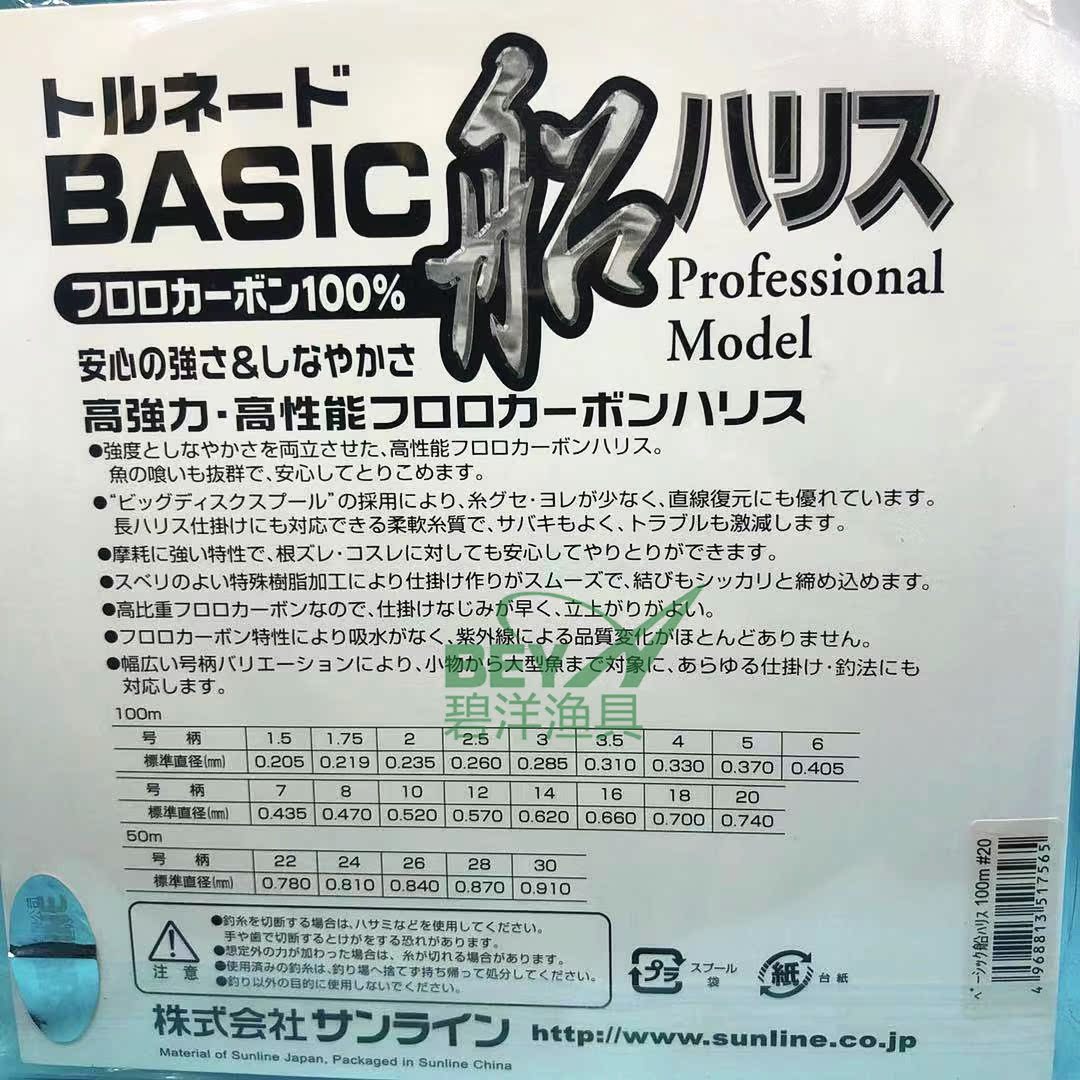 トルネード
BASIC 船ハリス
Professional
Model
フロロカーボン100%
安心の強さ&しなやかさ
高強力・高性能フロロカーボンハリス
●強度としなやかさを両立させた、高性能フロロカーボンハリス。
魚の喰いも抜群で、安心してとりこめます。
●“ビッグディスクスプール”の採用により、糸グセ・ヨレが少なく、直線復元にも優れています。
長ハリス仕掛けにも対応できる柔軟糸質で、サバキもよく、トラブルも激減します。
●摩耗に強い特性で、根ズレ・コスレに対しても安心してやりとりができます。
●スベリのよい特殊樹脂加工により仕掛け作りがスムーズで、結びもシッカリと締め込めます。
●高比重フロロカーボンなので、仕掛けなじみが早く、立上がりがよい。
●フロロカーボン特性により吸水がなく、紫外線による品質変化がほとんどありません。
●幅広い号柄バリエーションにより、小物から大型魚まで対象に、あらゆる仕掛け・釣法にも
対応します。
BEY
碧洋渔具
100m
号柄 1.5 1.75 2 2.5 3 3.5 4 5 6
標準直径(mm) 0.205 0.219 0.235 0.260 0.285 0.310 0.330 0.370 0.405
号柄 7 8 10 12 14 16 18 20
標準直径(mm) 0.435 0.470 0.520 0.570 0.620 0.660 0.700 0.740
50m
号柄 22 24 26 28 30
標準直径(mm) 0.780 0.810 0.840 0.870 0.910
注意
●釣糸を切断する場合は、ハサミなどを使用してください。
手や歯で切断するとけがをする恐れがあります。
●想定外の力が加わった場合は、糸が切れる場合があります。
●使用済みの釣糸は、釣り場へ捨てず持ち帰って処分してください。
●釣り以外の目的に使用しないでください。
プラ スプール
袋
紙 台紙
ベーシック船ハリス 100m #20
4968813517565
株式会社サンライン http://www.sunline.co.jp
Material of Sunline Japan, Packaged in Sunline China